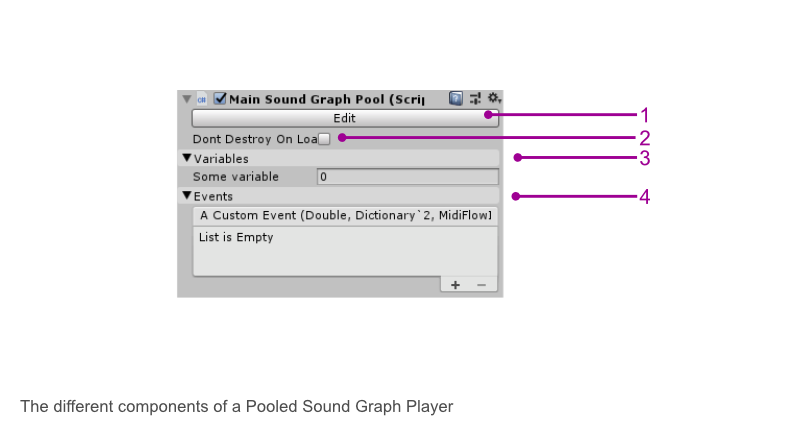 Main Sound Graph Pool (Scrip
Edit
1
Dont Destroy On Loa
2
Variables
3
Some variable 0
Events
4
A Custom Event (Double, Dictionary`2, MidiFlow
List is Empty
+ −
The different components of a Pooled Sound Graph Player